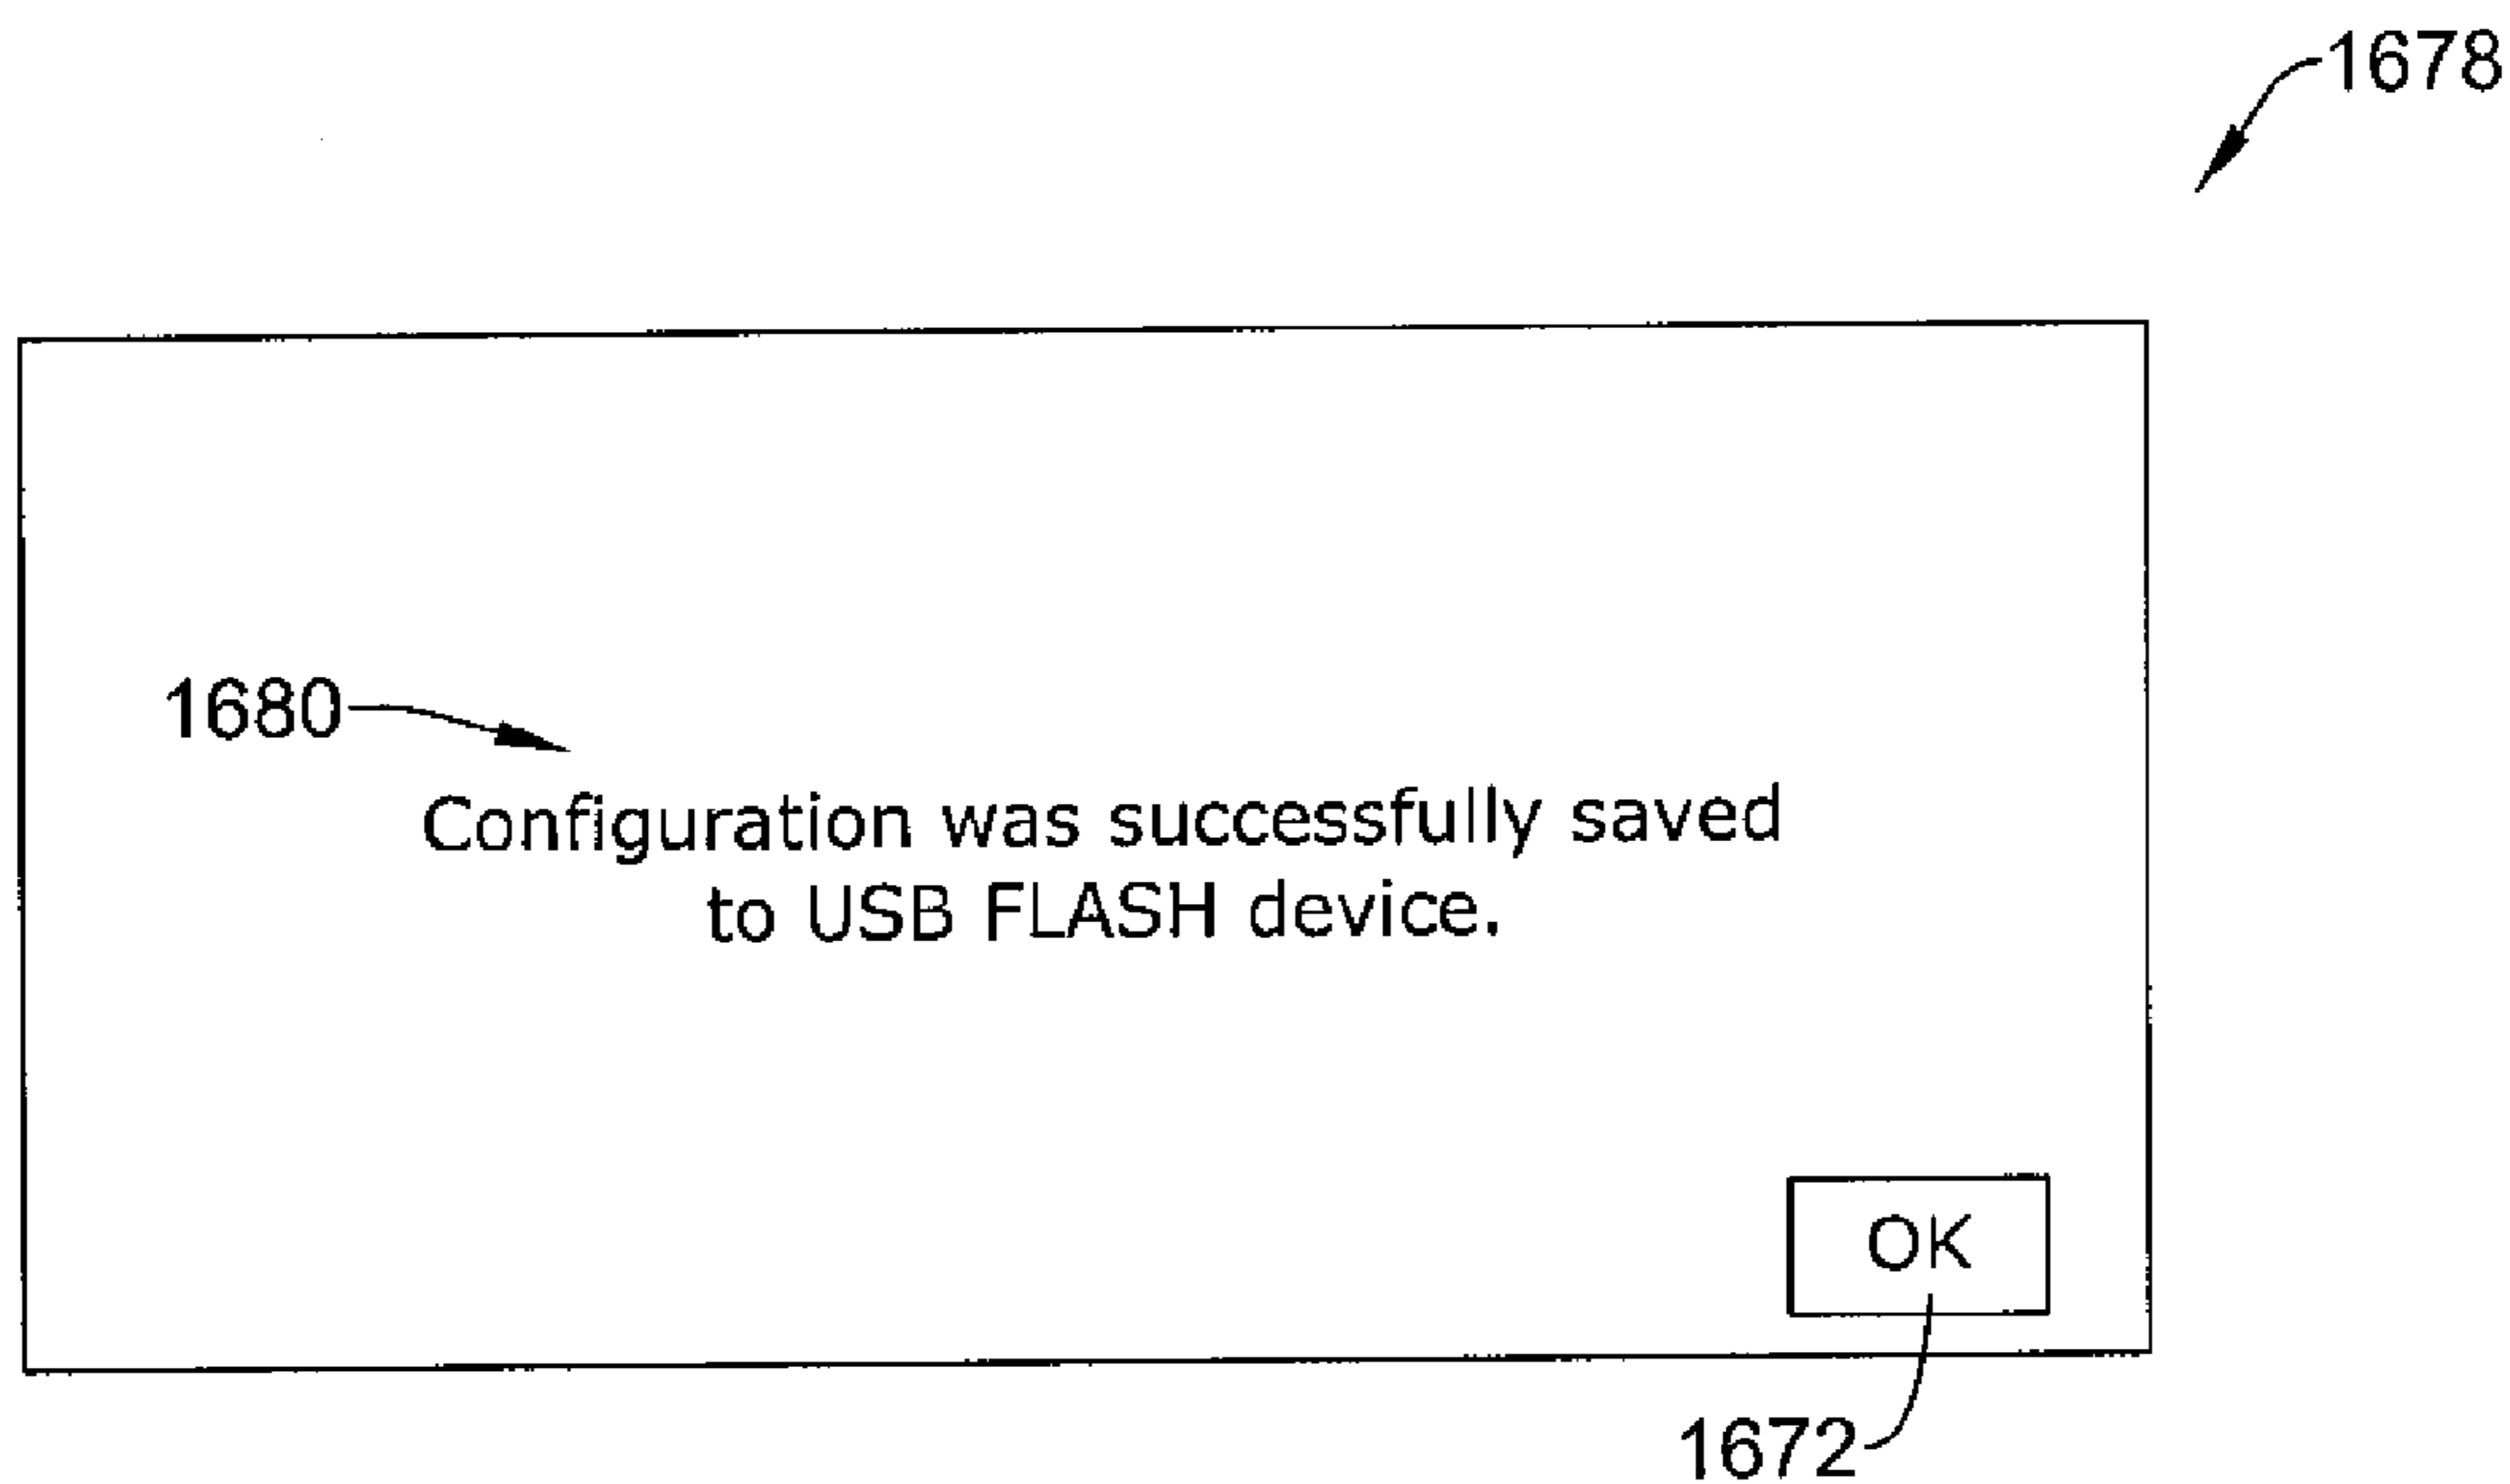 1678
1680
Configuration was successfully saved
to USB FLASH device.
OK
1672